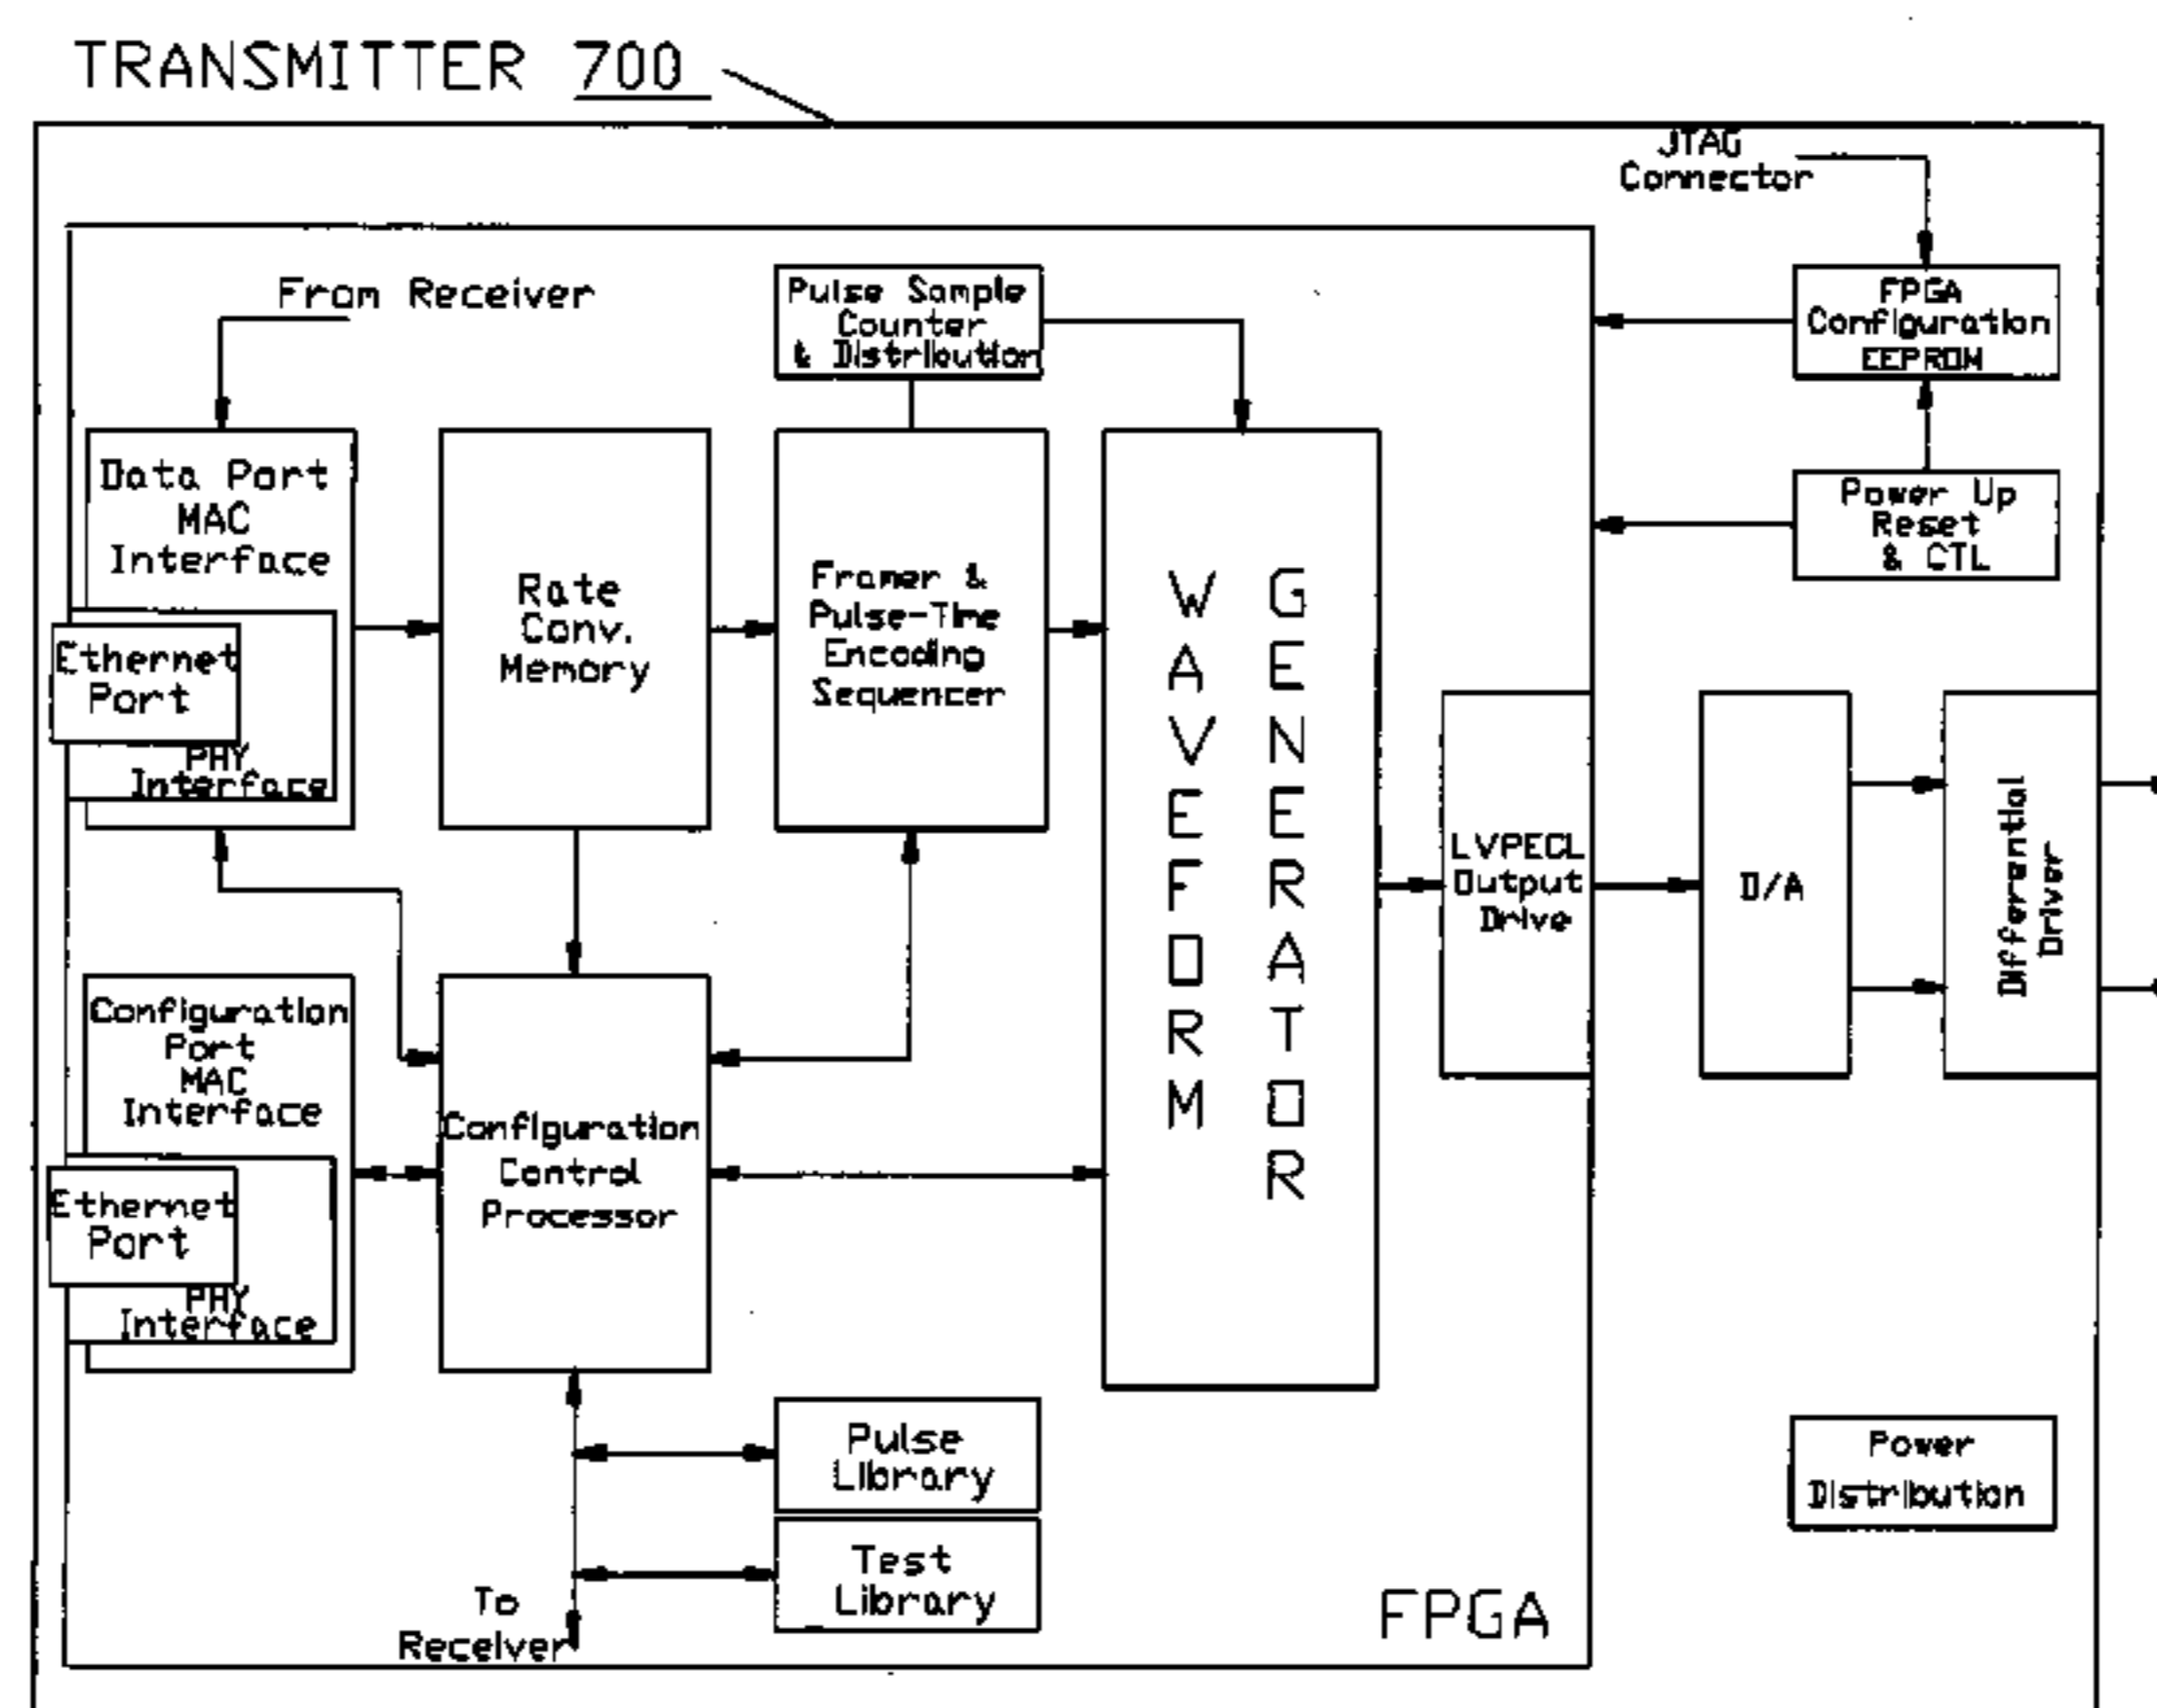 TRANSMITTER 700
JTAG
Connector
From Receiver
Pulse Sample
Counter
& Distribution
FPGA
Configuration
EEPROM
Data Port
MAC
Interface
Ethernet
Port
PHY
Interface
Rate
Conv.
Memory
Framer &
Pulse-Time
Encoding
Sequencer
WAVEFORM
GENERATOR
Power Up
Reset
& CTL
LVPECL
Output
Drive
D/A
Differential
Driver
Configuration
Port
MAC
Interface
Ethernet
Port
PHY
Interface
Configuration
Control
Processor
Pulse
Library
Test
Library
To
Receiver
FPGA
Power
Distribution